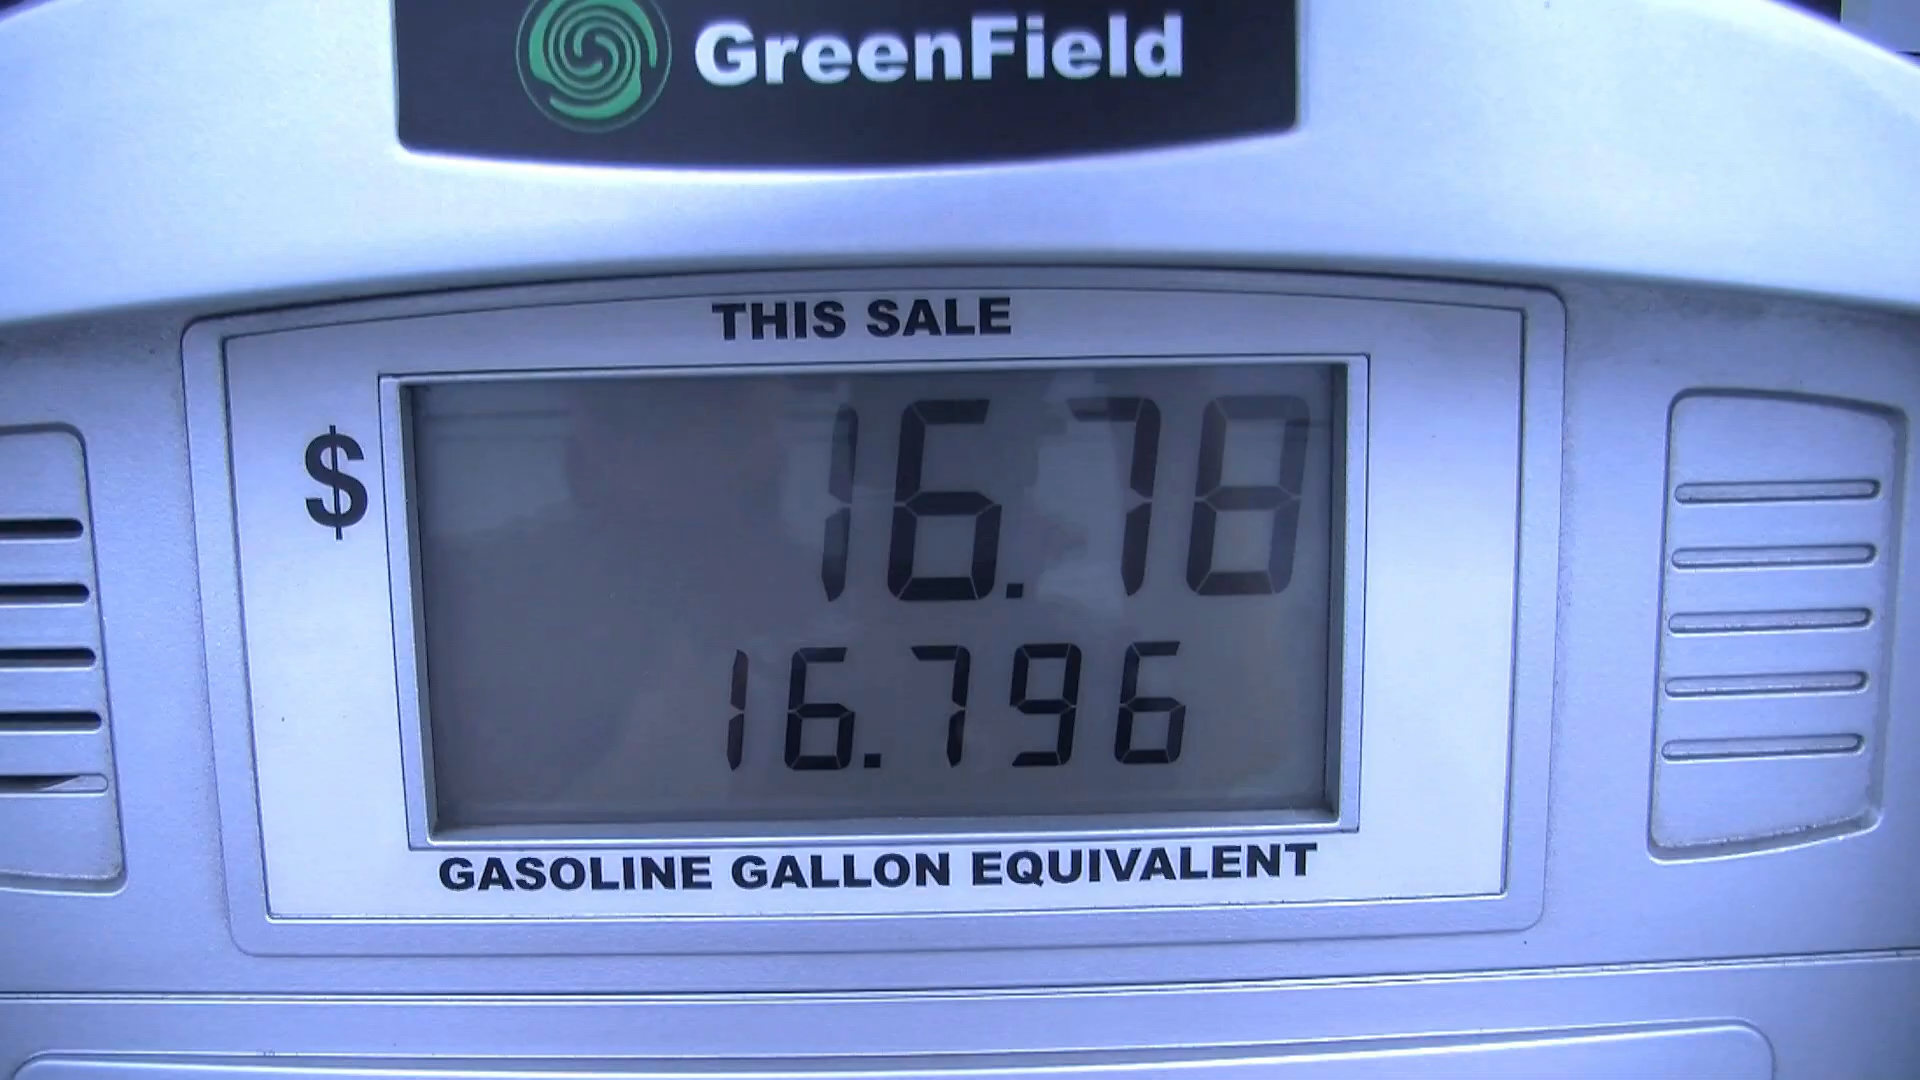 GreenField
THIS SALE
$ 16.78
16.796
GASOLINE GALLON EQUIVALENT